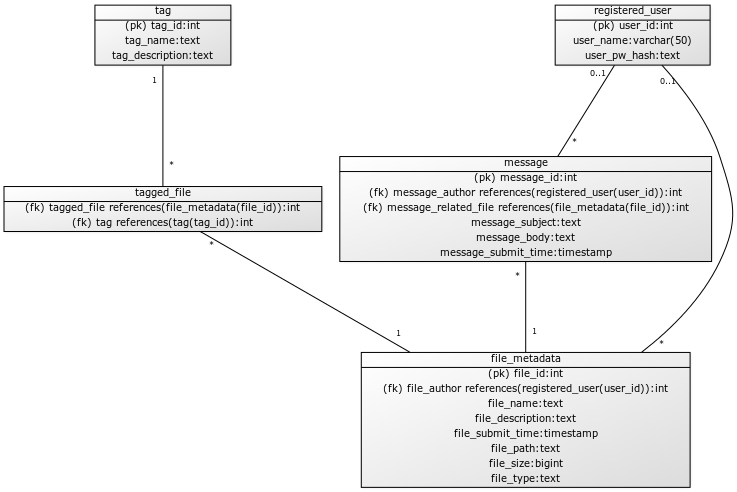 tag
(pk) tag_id:int
tag_name:text
tag_description:text
registered_user
(pk) user_id:int
user_name:varchar(50)
user_pw_hash:text
1
0..1
0..1
*
*
tagged_file
(fk) tagged_file references(file_metadata(file_id)):int
(fk) tag references(tag(tag_id)):int
message
(pk) message_id:int
(fk) message_author references(registered_user(user_id)):int
(fk) message_related_file references(file_metadata(file_id)):int
message_subject:text
message_body:text
message_submit_time:timestamp
*
*
1
1
*
file_metadata
(pk) file_id:int
(fk) file_author references(registered_user(user_id)):int
file_name:text
file_description:text
file_submit_time:timestamp
file_path:text
file_size:bigint
file_type:text